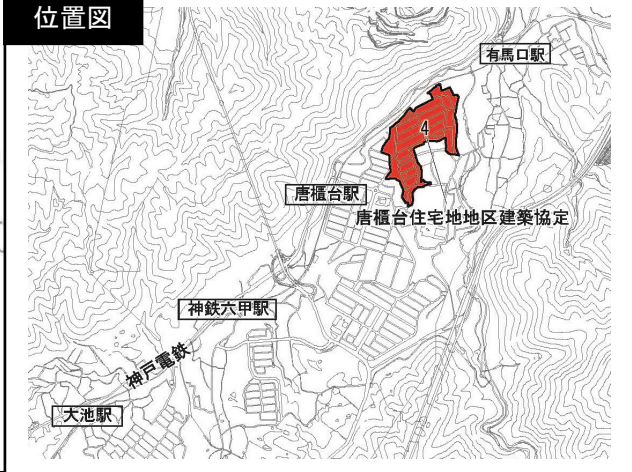 位置図
有馬口駅
4
唐櫃台駅
唐櫃台住宅地地区建築協定
神鉄六甲駅
神戸電鉄
大池駅